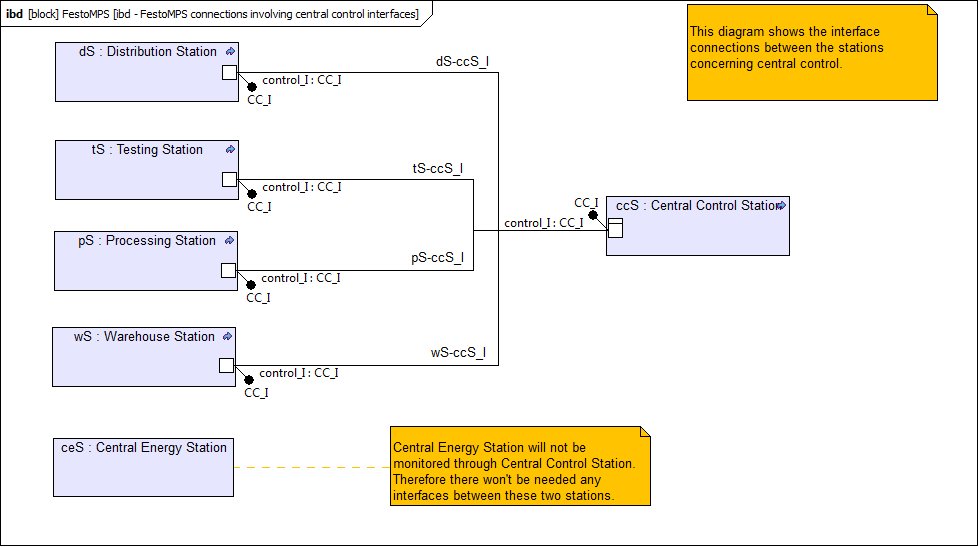 ibd [block] FestoMPS [ibd - FestoMPS connections involving central control interfaces]
This diagram shows the interface
connections between the stations
concerning central control.
dS : Distribution Station
dS-ccS_I
control_I : CC_I
CC_I
tS : Testing Station
tS-ccS_I
control_I : CC_I
CC_I
CC_I
ccS : Central Control Station
control_I : CC_I
pS : Processing Station
pS-ccS_I
control_I : CC_I
CC_I
wS : Warehouse Station
wS-ccS_I
control_I : CC_I
CC_I
ceS : Central Energy Station
Central Energy Station will not be
monitored through Central Control Station.
Therefore there won't be needed any
interfaces between these two stations.